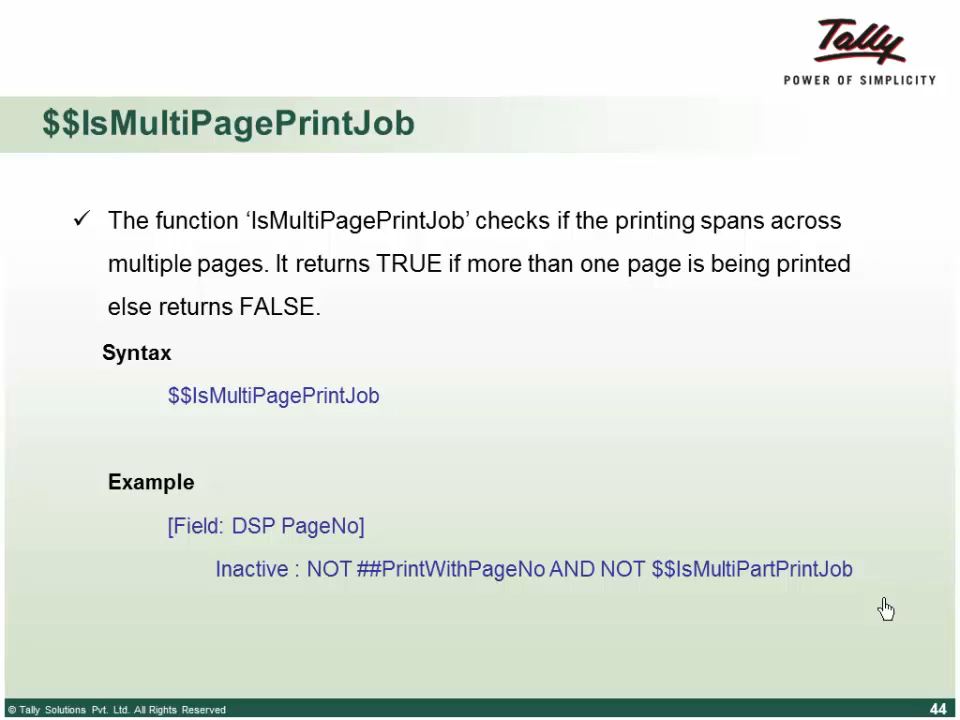 Tally
POWER OF SIMPLICITY
$$IsMultiPagePrintJob
✓ The function ‘IsMultiPagePrintJob’ checks if the printing spans across
multiple pages. It returns TRUE if more than one page is being printed
else returns FALSE.
Syntax
$$IsMultiPagePrintJob
Example
[Field: DSP PageNo]
Inactive : NOT ##PrintWithPageNo AND NOT $$IsMultiPartPrintJob
© Tally Solutions Pvt. Ltd. All Rights Reserved
44